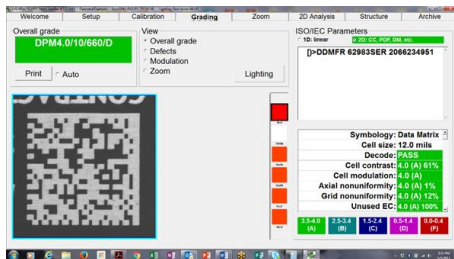 Welcome Setup Calibration Grading Zoom 2D Analysis Structure Archive
Overall grade
DPM4.0/10/660/D
Print Auto
View
Overall grade
Defects
Modulation
Zoom
Lighting
ISO/IEC Parameters
1D: linear 2D: CC, PDF, DM, etc.
[)>DDMFR 62983SER 2066234951
Symbology: Data Matrix
Cell size: 12.0 mils
Decode: PASS
Cell contrast: 4.0 (A) 61%
Cell modulation: 4.0 (A)
Axial nonuniformity: 4.0 (A) 1%
Grid nonuniformity: 4.0 (A) 12%
Unused EC: 4.0 (A) 100%
3.5-4.0 2.5-3.4 1.5-2.4 0.5-1.4 0.0-0.4
(A) (B) (C) (D) (F)